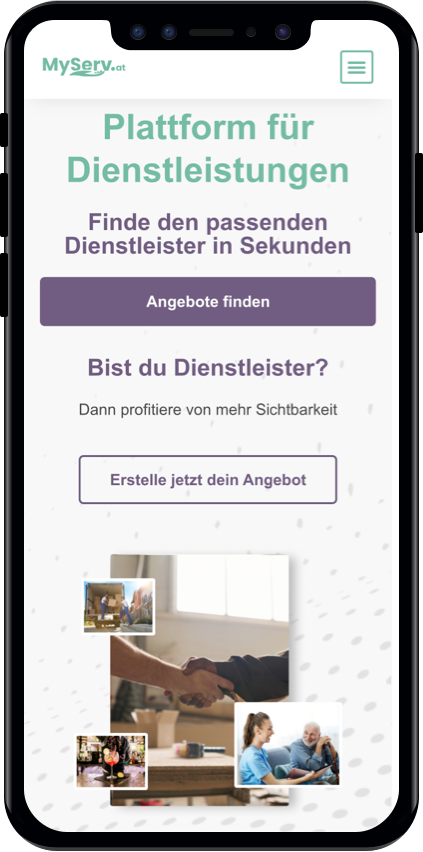 MyServ.at
Plattform für
Dienstleistungen
Finde den passenden
Dienstleister in Sekunden
Angebote finden
Bist du Dienstleister?
Dann profitiere von mehr Sichtbarkeit
Erstelle jetzt dein Angebot